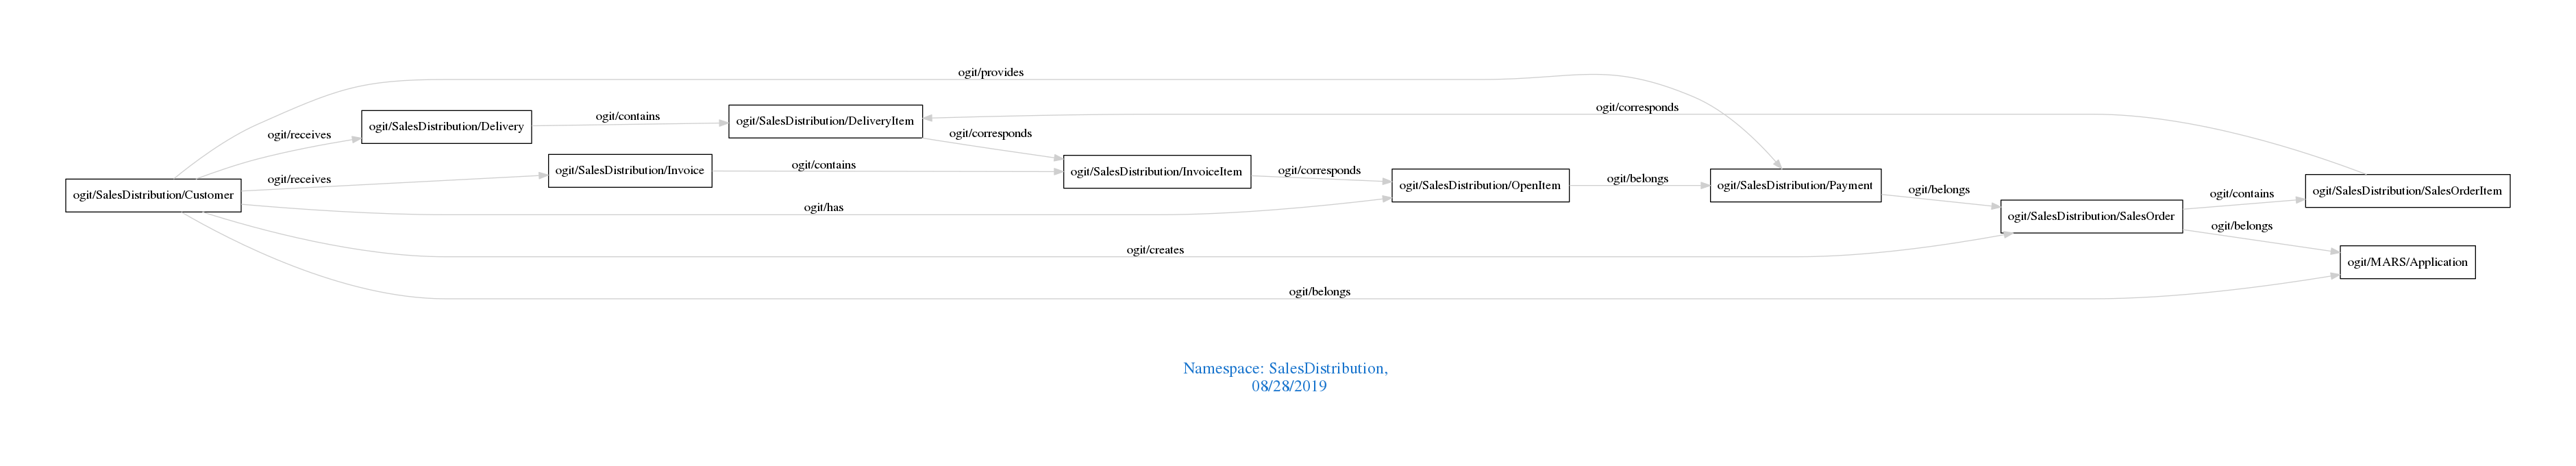 ogit/provides
ogit/corresponds
ogit/contains
ogit/SalesDistribution/DeliveryItem
ogit/SalesDistribution/Delivery
ogit/receives
ogit/corresponds
ogit/contains
ogit/SalesDistribution/Invoice
ogit/SalesDistribution/InvoiceItem
ogit/corresponds
ogit/receives
ogit/belongs
ogit/SalesDistribution/OpenItem
ogit/SalesDistribution/Payment
ogit/belongs
ogit/SalesDistribution/SalesOrderItem
ogit/contains
ogit/SalesDistribution/Customer
ogit/has
ogit/SalesDistribution/SalesOrder
ogit/belongs
ogit/creates
ogit/MARS/Application
ogit/belongs
Namespace: SalesDistribution,
08/28/2019